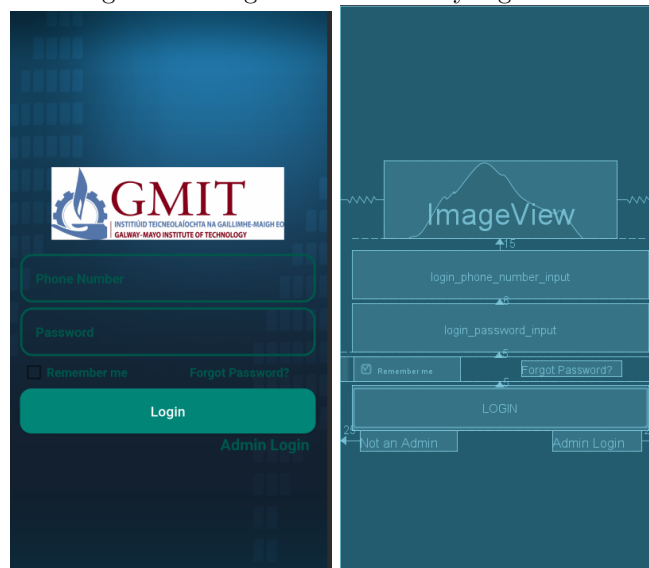 GMIT
INSTITIÚID TEICNEOLAÍOCHTA NA GAILLIMHE-MAIGH EO
GALWAY-MAYO INSTITUTE OF TECHNOLOGY
Phone Number
Password
Remember me
Forgot Password?
Login
Admin Login
ImageView
15
login_phone_number_input
8
login_password_input
5
Remember me
Forgot Password?
5
LOGIN
25
Not an Admin
Admin Login